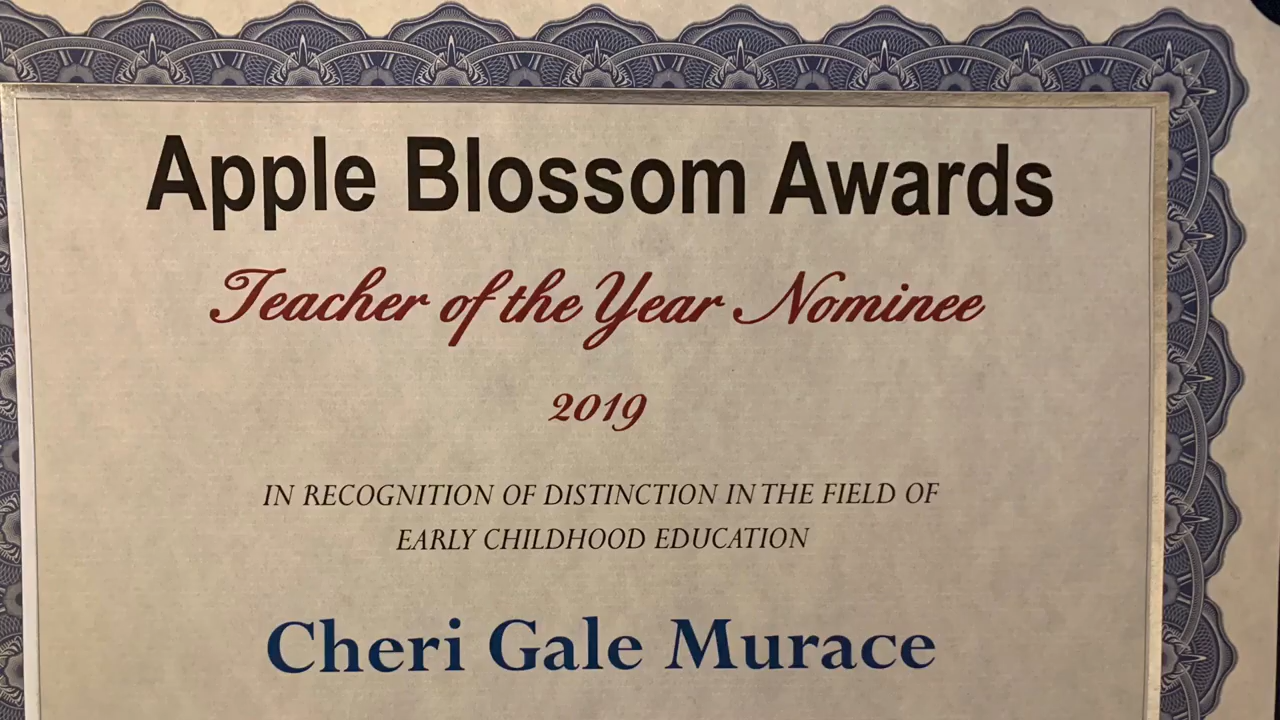 Apple Blossom Awards
Teacher of the Year Nominee
2019
IN RECOGNITION OF DISTINCTION IN THE FIELD OF
EARLY CHILDHOOD EDUCATION
Cheri Gale Murace